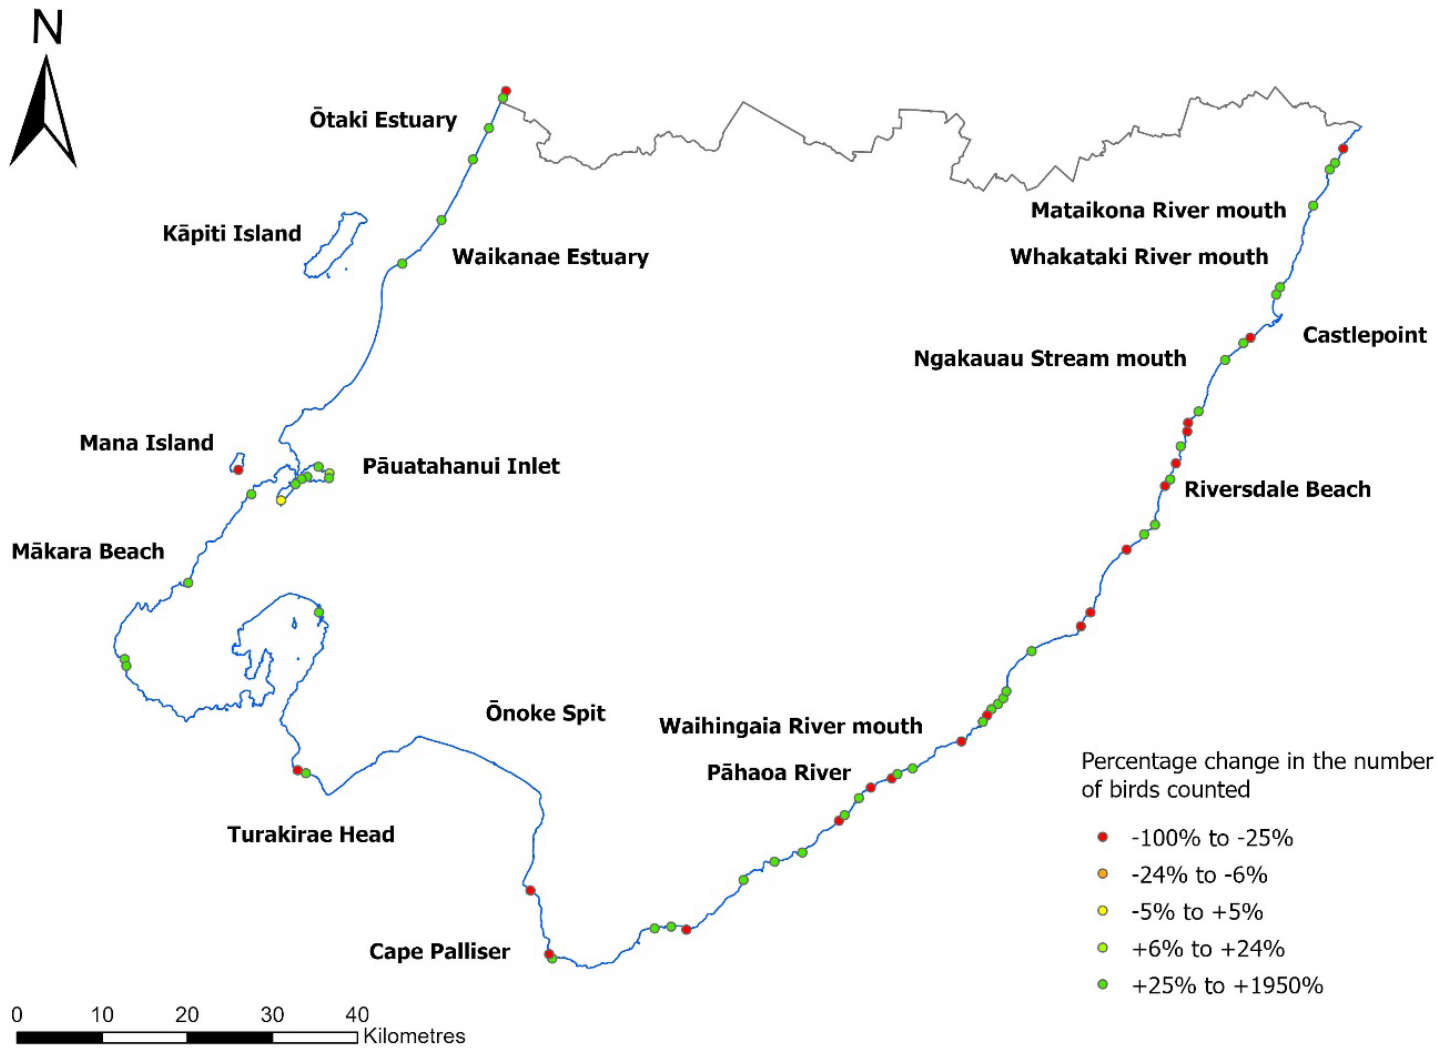 N
Ōtaki Estuary
Kāpiti Island
Waikanae Estuary
Mataikona River mouth
Whakataki River mouth
Castlepoint
Ngakauau Stream mouth
Mana Island
Pāuatahanui Inlet
Riversdale Beach
Mākara Beach
Ōnoke Spit
Waihingaia River mouth
Pāhaoa River
Turakirae Head
Cape Palliser
Percentage change in the number
of birds counted
-100% to -25%
-24% to -6%
-5% to +5%
+6% to +24%
+25% to +1950%
0 10 20 30 40
Kilometres